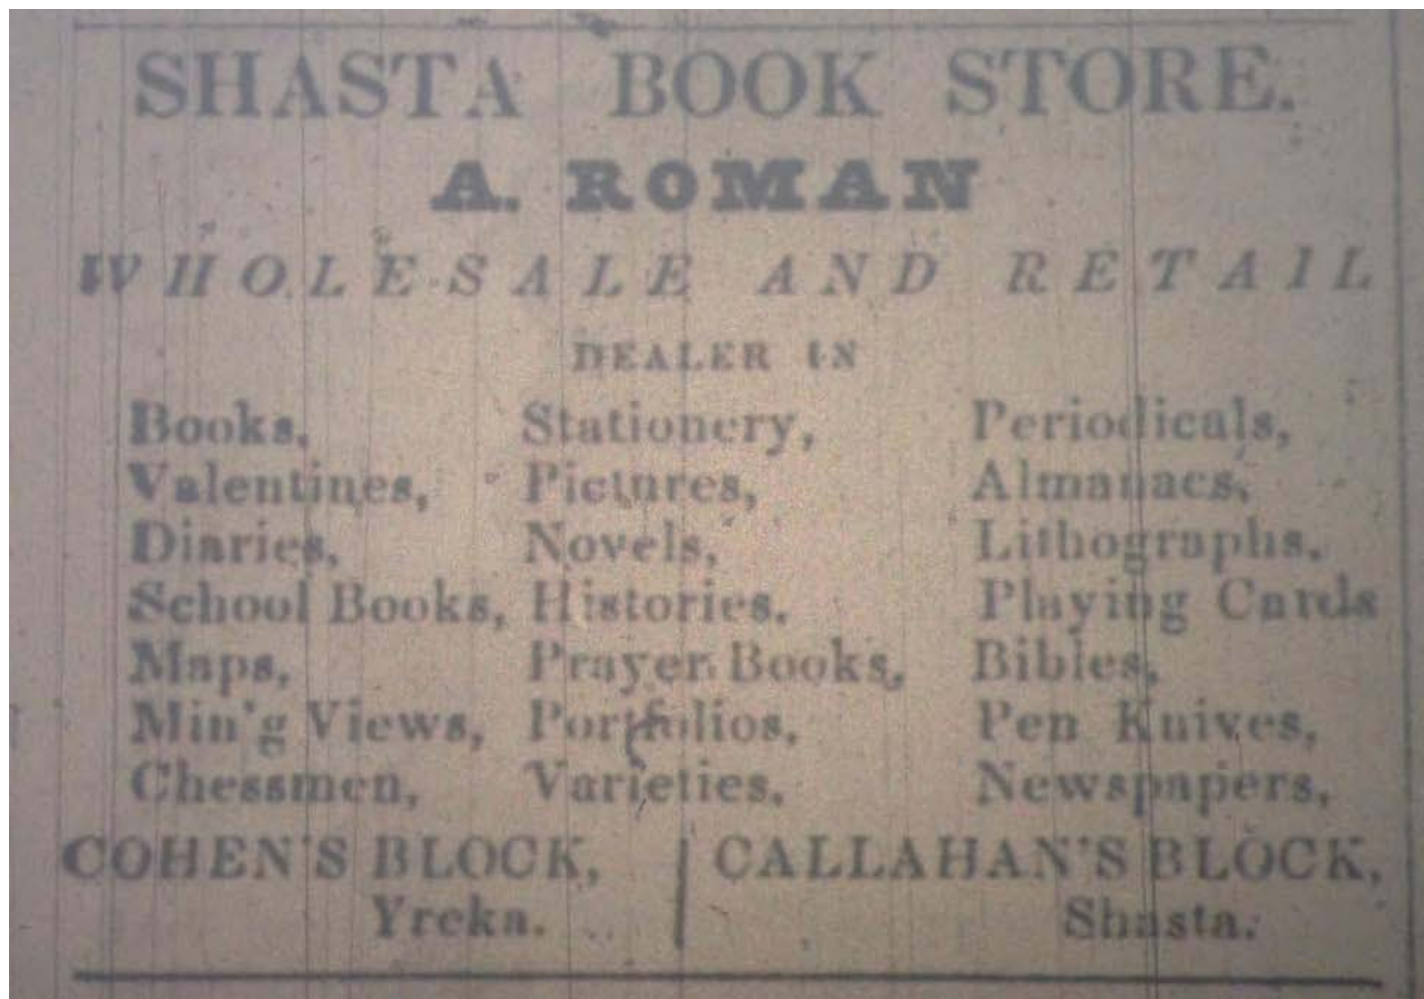 SHASTA BOOK STORE.
A. ROMAN
WHOLESALE AND RETAIL
DEALER IN
Books, Stationery, Periodicals,
Valentines, Pictures, Almanacs,
Diaries, Novels, Lithographs,
School Books, Histories, Playing Cards
Maps, Prayer Books, Bibles,
Min'g Views, Portfolios, Pen Knives,
Chessmen, Varieties, Newspapers,
COHEN'S BLOCK, CALLAHAN'S BLOCK,
Yreka. Shasta.